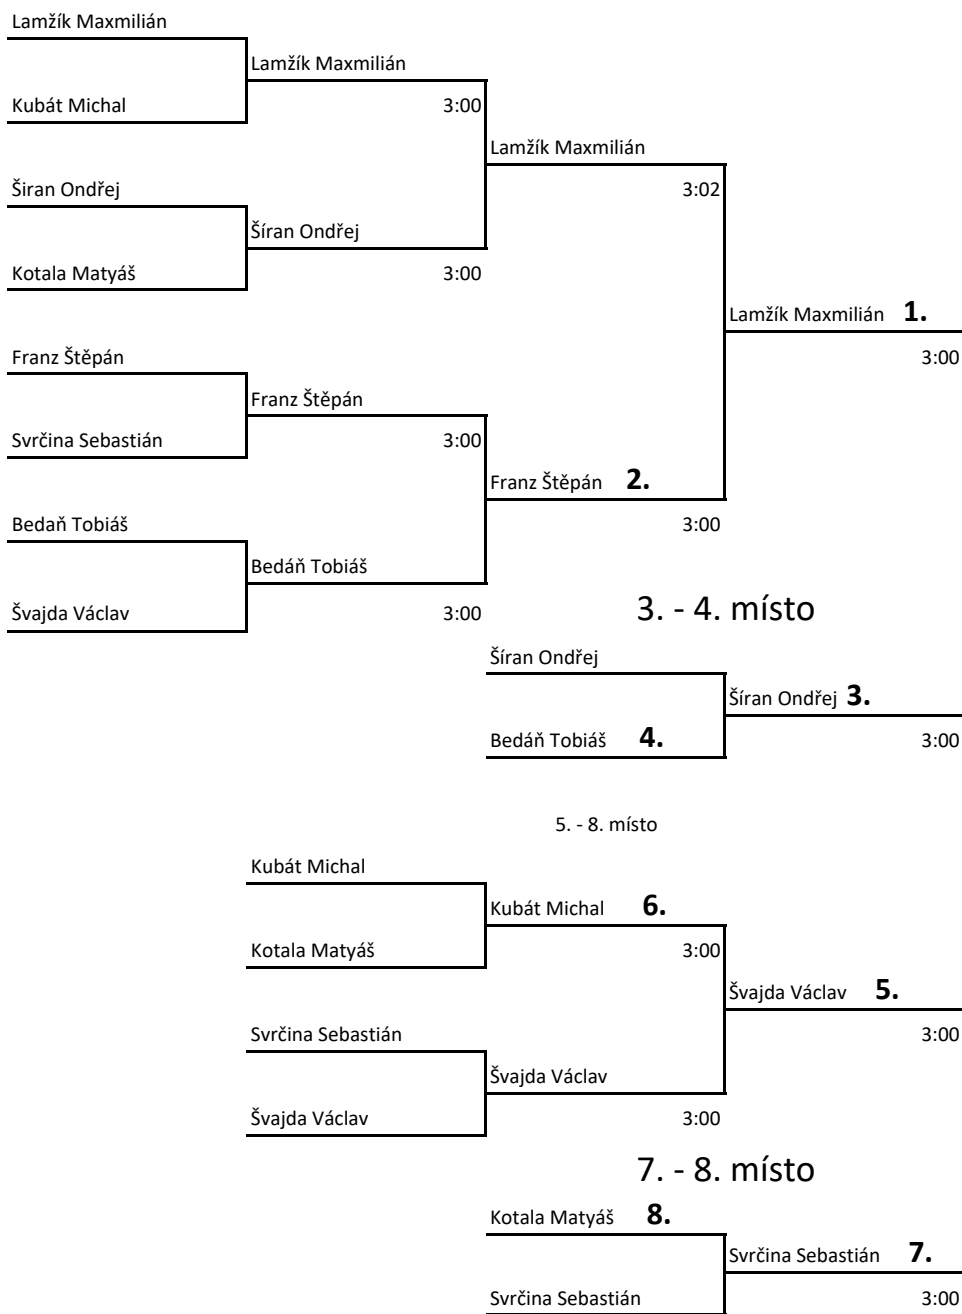 Lamžík Maxmilián
Lamžík Maxmilián
Kubát Michal 3:00
Lamžík Maxmilián
Širan Ondřej 3:02
Šíran Ondřej
Kotala Matyáš 3:00
Lamžík Maxmilián 1.
Franz Štěpán 3:00
Franz Štěpán
Svrčina Sebastián 3:00
Franz Štěpán 2.
Bedaň Tobiáš 3:00
Bedáň Tobiáš
Švajda Václav 3:00 3. - 4. místo
Šíran Ondřej
Šíran Ondřej 3.
Bedáň Tobiáš 4. 3:00
5. - 8. místo
Kubát Michal
Kubát Michal 6.
Kotala Matyáš 3:00
Švajda Václav 5.
Svrčina Sebastián 3:00
Švajda Václav
Švajda Václav 3:00
7. - 8. místo
Kotala Matyáš 8.
Svrčina Sebastián 7.
Svrčina Sebastián 3:00